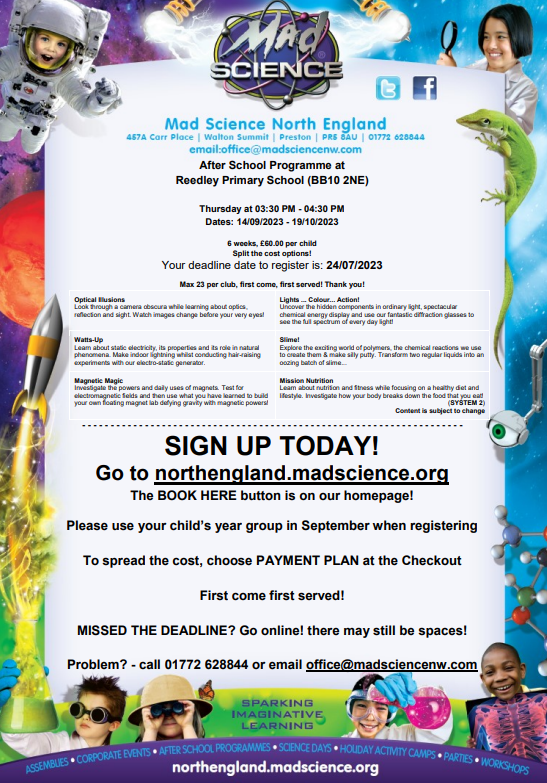 Mad
SCIENCE
Mad Science North England
457A Carr Place | Walton Summit | Preston | PR5 8AU | 01772 628844
email:office@madsciencenw.com
After School Programme at
Reedley Primary School (BB10 2NE)
Thursday at 03:30 PM - 04:30 PM
Dates: 14/09/2023 - 19/10/2023
6 weeks, £60.00 per child
Split the cost options!
Your deadline date to register is: 24/07/2023
Max 23 per club, first come, first served! Thank you!
Optical Illusions
Look through a camera obscura while learning about optics,
reflection and sight. Watch images change before your very eyes!
Lights ... Colour... Action!
Uncover the hidden components in ordinary light, spectacular
chemical energy display and use our fantastic diffraction glasses to
see the full spectrum of every day light!
Watts-Up
Learn about static electricity, its properties and its role in natural
phenomena. Make indoor lightning whilst conducting hair-raising
experiments with our electro-static generator.
Slime!
Explore the exciting world of polymers, the chemical reactions we use
to create them & make silly putty. Transform two regular liquids into an
oozing batch of slime...
Magnetic Magic
Investigate the powers and daily uses of magnets. Test for
electromagnetic fields and then use what you have learned to build
your own floating magnet lab defying gravity with magnetic powers!
Mission Nutrition
Learn about nutrition and fitness while focusing on a healthy diet and
lifestyle. Investigate how your body breaks down the food that you eat!
(SYSTEM 2)
Content is subject to change
SIGN UP TODAY!
Go to northengland.madscience.org
The BOOK HERE button is on our homepage!
Please use your child's year group in September when registering
To spread the cost, choose PAYMENT PLAN at the Checkout
First come first served!
MISSED THE DEADLINE? Go online! there may still be spaces!
Problem? - call 01772 628844 or email office@madsciencenw.com
SPARKING
IMAGINATIVE
LEARNING
ASSEMBLIES • CORPORATE EVENTS • AFTER SCHOOL PROGRAMMES • SCIENCE DAYS • HOLIDAY ACTIVITY CAMPS • PARTIES • WORKSHOPS
northengland.madscience.org